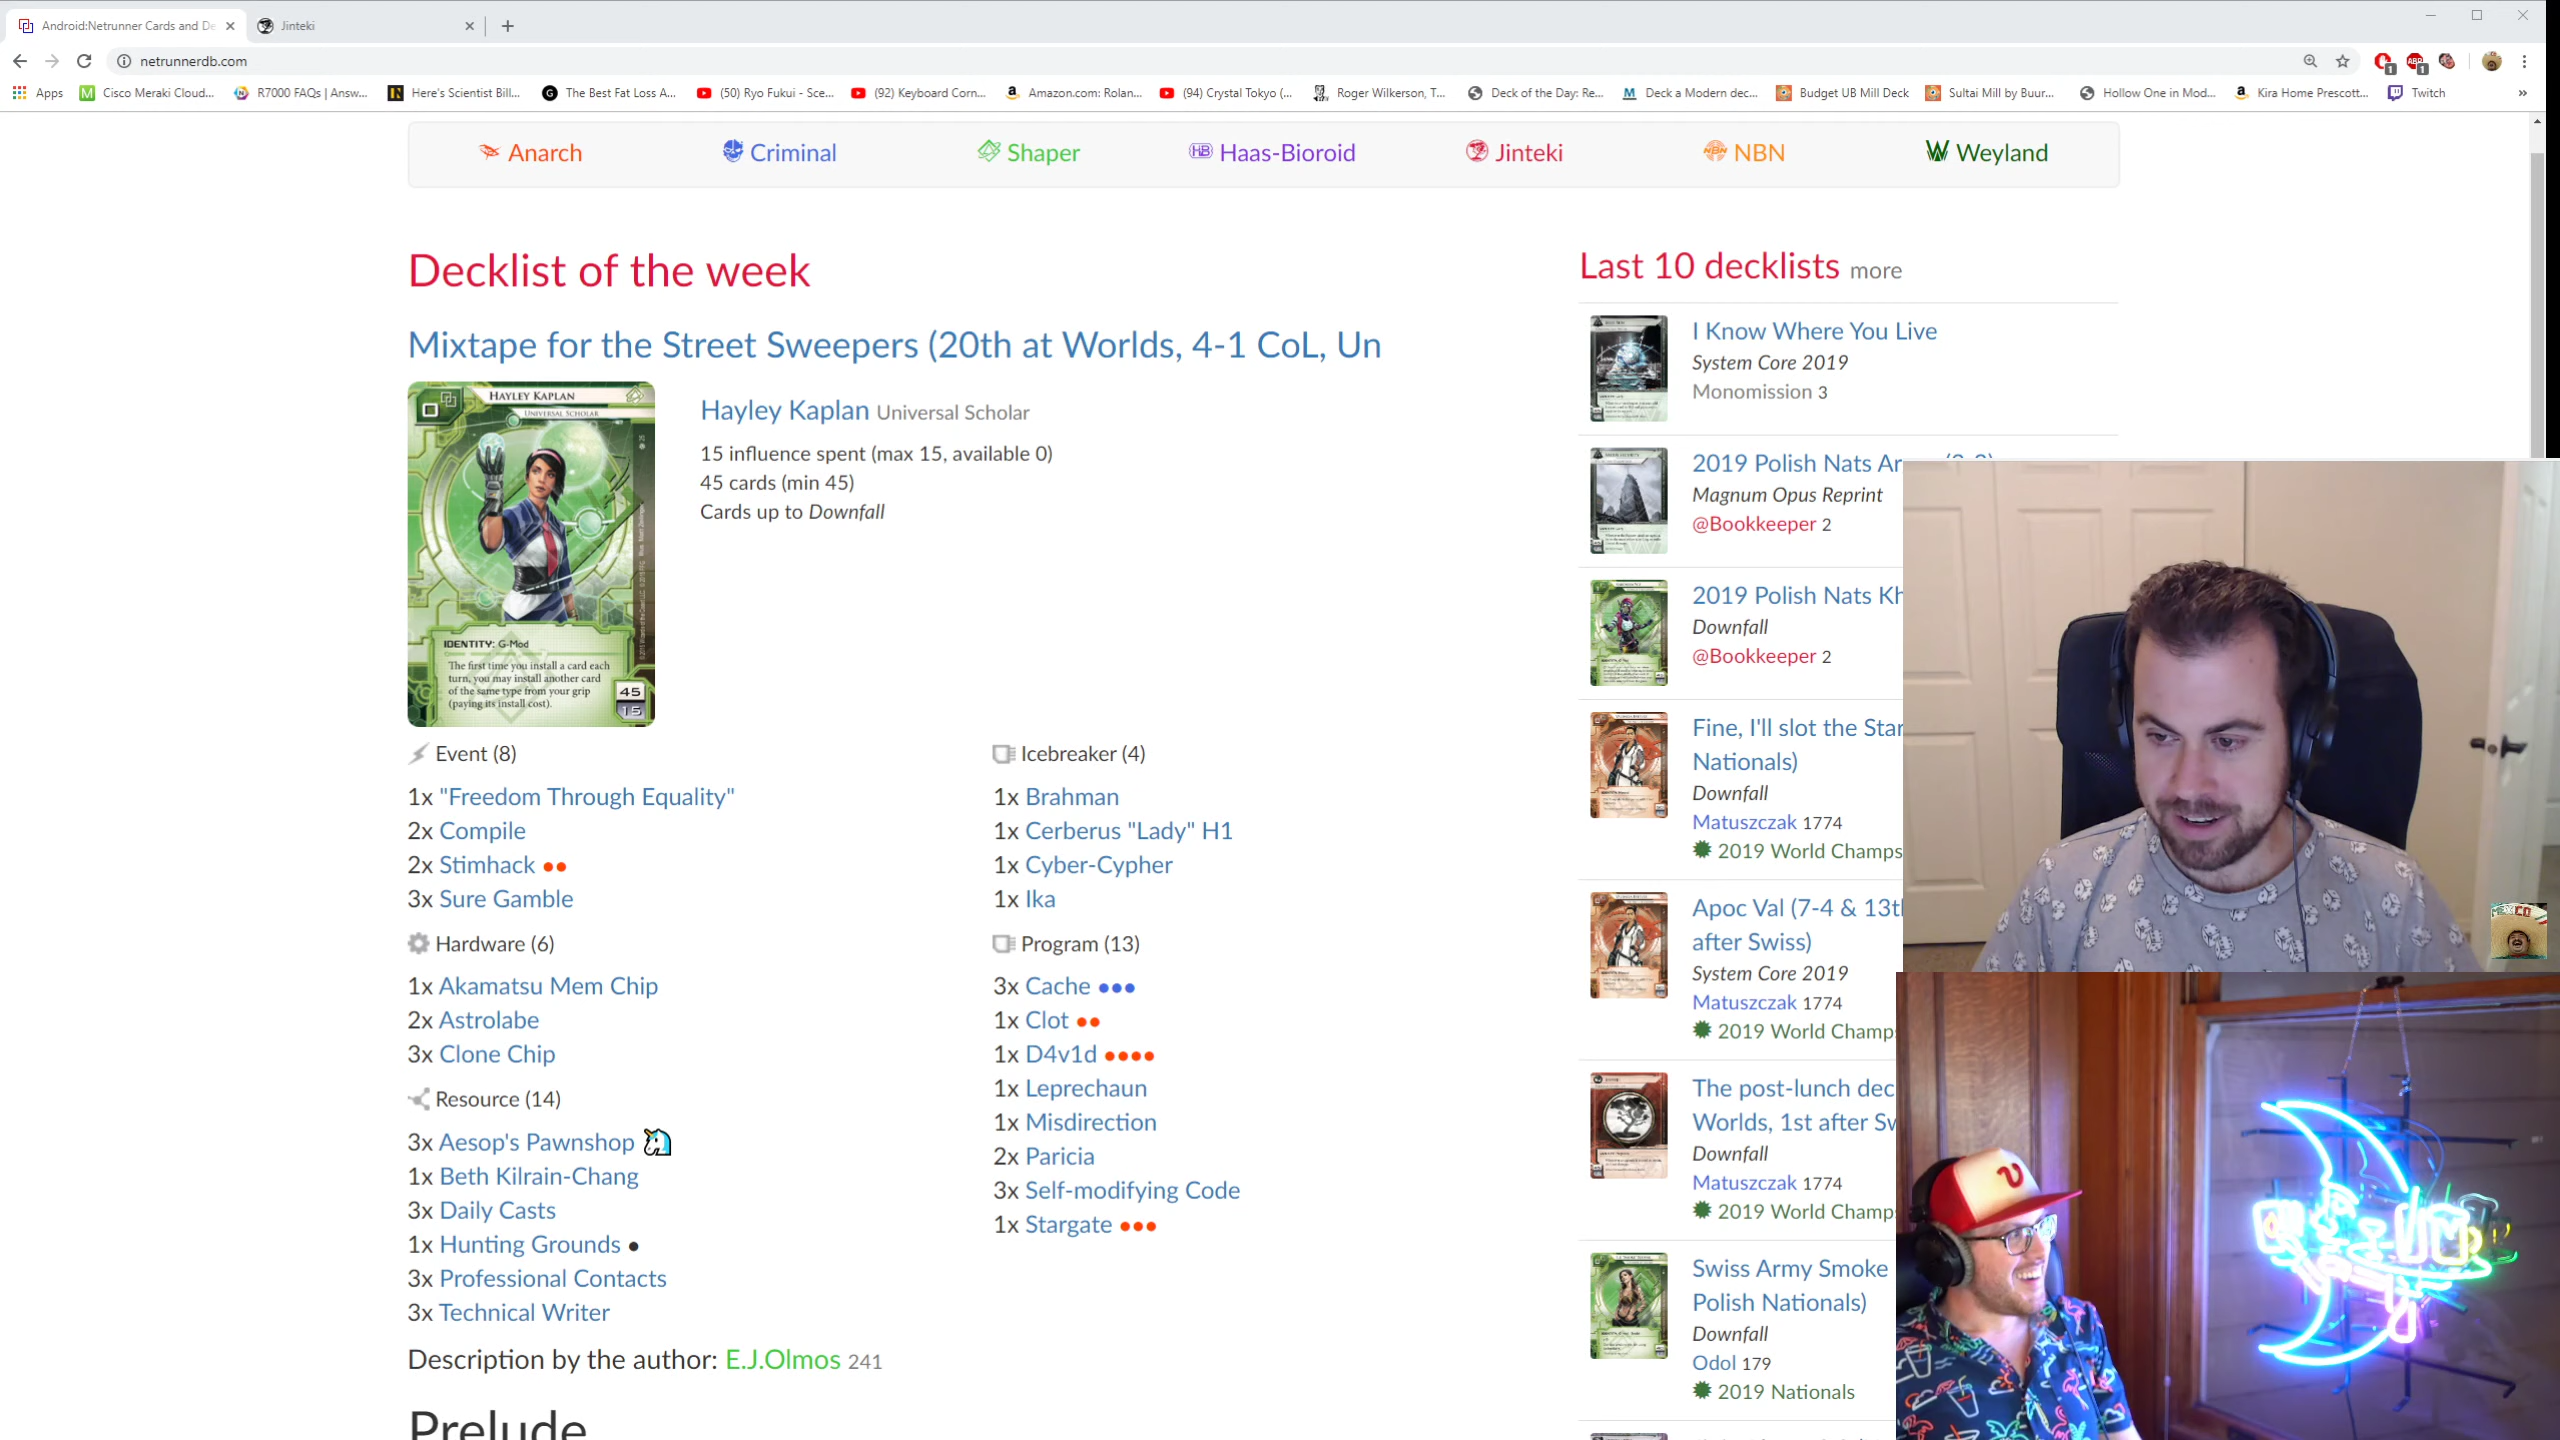 Android:Netrunner Cards and De
Jinteki
netrunnerdb.com
Apps
Cisco Meraki Cloud...
R7000 FAQs | Answ...
Here's Scientist Bill...
The Best Fat Loss A...
(50) Ryo Fukui - Sce...
(92) Keyboard Corn...
Amazon.com: Rolan...
(94) Crystal Tokyo (...
Roger Wilkerson, T...
Deck of the Day: Re...
Deck a Modern dec...
Budget UB Mill Deck
Sultai Mill by Buur...
Hollow One in Mod...
Kira Home Prescott...
Twitch
Anarch
Criminal
Shaper
Haas-Bioroid
Jinteki
NBN
Weyland
Decklist of the week
Mixtape for the Street Sweepers (20th at Worlds, 4-1 CoL, Un
HAYLEY KAPLAN
UNIVERSAL SCHOLAR
IDENTITY: G-Mod
The first time you install a card each
turn, you may install another card
of the same type from your grip
(paying its install cost).
45
15
Hayley Kaplan Universal Scholar
15 influence spent (max 15, available 0)
45 cards (min 45)
Cards up to Downfall
Event (8)
1x "Freedom Through Equality"
2x Compile
2x Stimhack ●●
3x Sure Gamble
Hardware (6)
1x Akamatsu Mem Chip
2x Astrolabe
3x Clone Chip
Resource (14)
3x Aesop's Pawnshop
1x Beth Kilrain-Chang
3x Daily Casts
1x Hunting Grounds ●
3x Professional Contacts
3x Technical Writer
Icebreaker (4)
1x Brahman
1x Cerberus "Lady" H1
1x Cyber-Cypher
1x Ika
Program (13)
3x Cache ●●●
1x Clot ●●
1x D4v1d ●●●●
1x Leprechaun
1x Misdirection
2x Paricia
3x Self-modifying Code
1x Stargate ●●●
Description by the author: E.J.Olmos 241
Prelude
Last 10 decklists more
I Know Where You Live
System Core 2019
Monomission 3
2019 Polish Nats
Magnum Opus Reprint
@Bookkeeper 2
2019 Polish Nats
Downfall
@Bookkeeper 2
Fine, I'll slot the
Nationals)
Downfall
Matuszczak 1774
2019 World Champs
Apoc Val (7-4 &
after Swiss)
System Core 2019
Matuszczak 1774
2019 World Champs
The post-lunch
Worlds, 1st after
Downfall
Matuszczak 1774
2019 World Champs
Swiss Army Smoke
Polish Nationals)
Downfall
Odol 179
2019 Nationals
MEXCO